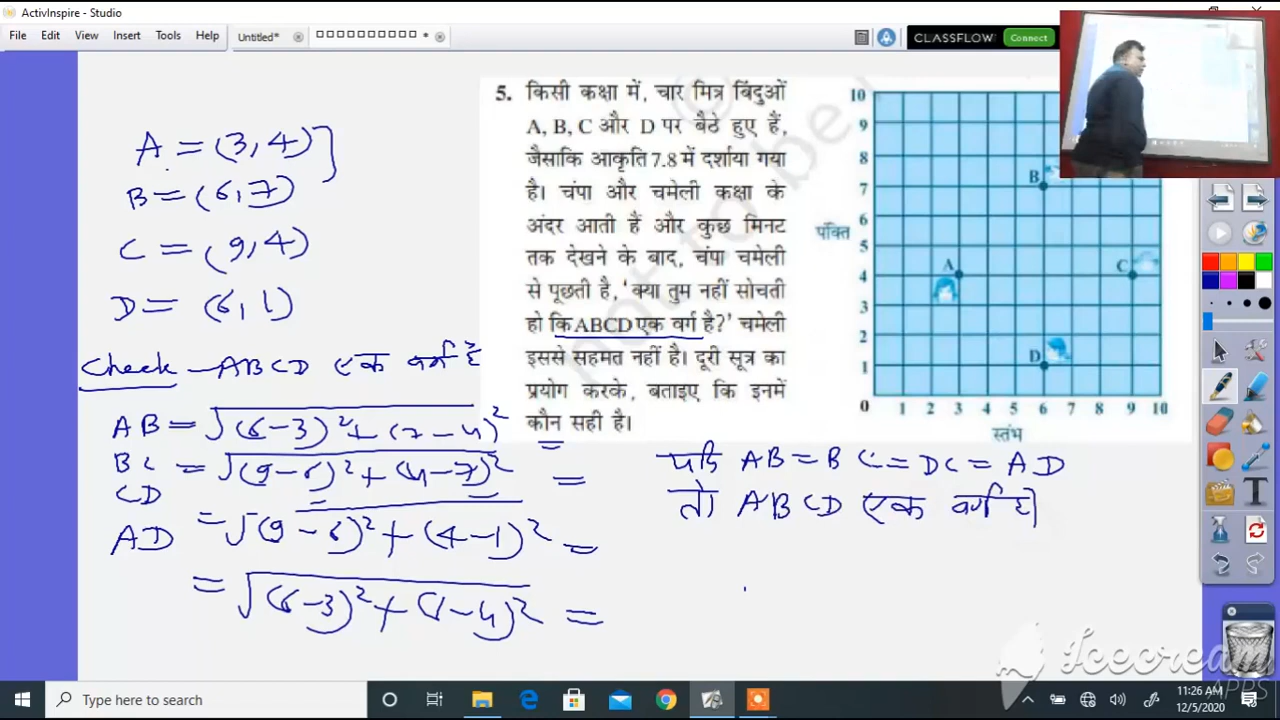 ActivInspire - Studio
File Edit View Insert Tools Help
Untitled*
CLASSFLOW Connect
A = (3, 4)
B = (6, 7)
C = (9, 4)
D = (6, 1)
Check - ABCD एक वर्ग है
AB = √(6-3)²+(7-4)² =
BC = √(9-6)²+(4-7)² =
CD = √(9-6)²+(4-1)² =
AD = √(6-3)²+(1-4)² =
5. किसी कक्षा में, चार मित्र बिंदुओं
A, B, C और D पर बैठे हुए हैं,
जैसाकि आकृति 7.8 में दर्शाया गया
है। चंपा और चमेली कक्षा के
अंदर आती हैं और कुछ मिनट
तक देखने के बाद, चंपा चमेली
से पूछती है, 'क्या तुम नहीं सोचती
हो कि ABCD एक वर्ग है?' चमेली
इससे सहमत नहीं है। दूरी सूत्र का
प्रयोग करके, बताइए कि इनमें
कौन सही है।
not to be
10
9
8
7
6
5
4
3
2
1
0 1 2 3 4 5 6 7 8 9 10
पंक्ति
स्तंभ
B
A
C
D
यदि AB = BC = DC = AD
तो ABCD एक वर्ग है
Icecream
APPS
Type here to search
11:26 AM
12/5/2020